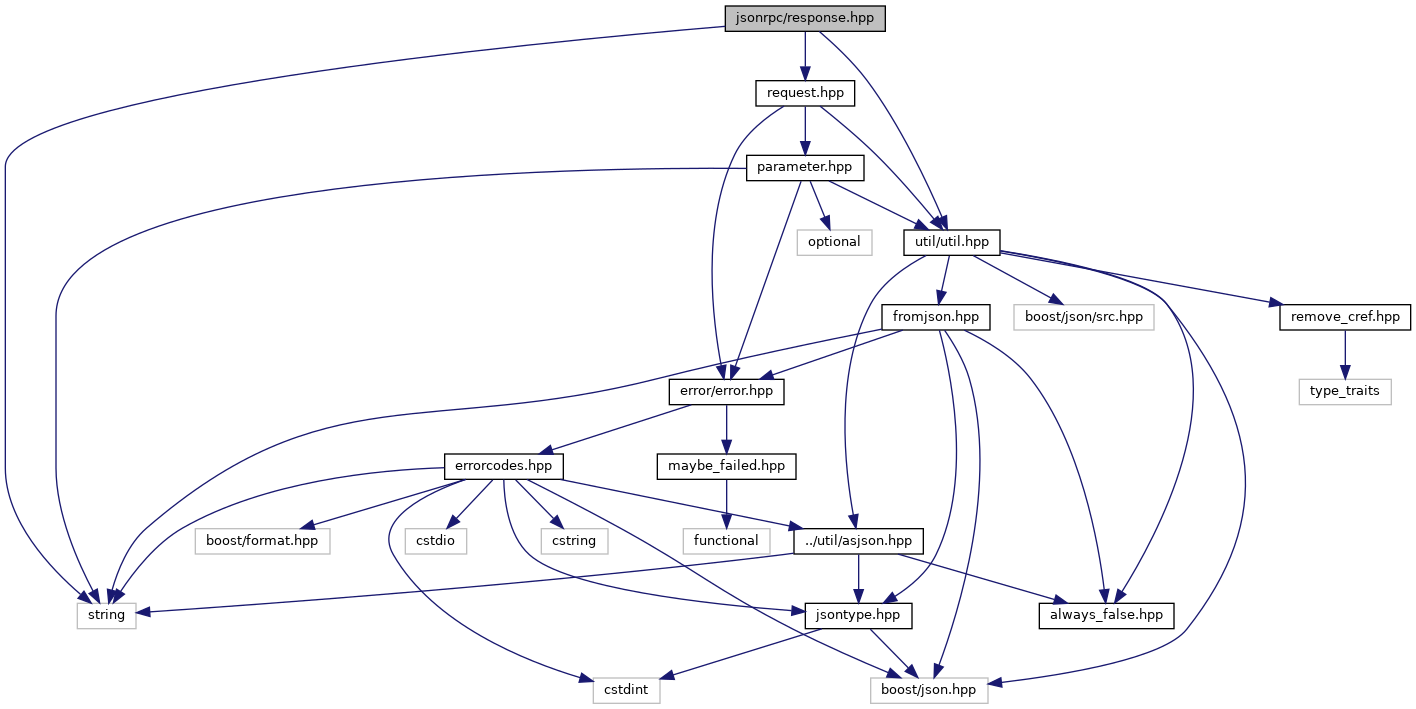 jsonrpc/response.hpp
request.hpp
parameter.hpp
optional
util/util.hpp
fromjson.hpp
boost/json/src.hpp
remove_cref.hpp
error/error.hpp
type_traits
errorcodes.hpp
maybe_failed.hpp
boost/format.hpp
cstdio
cstring
functional
../util/asjson.hpp
string
jsontype.hpp
always_false.hpp
cstdint
boost/json.hpp